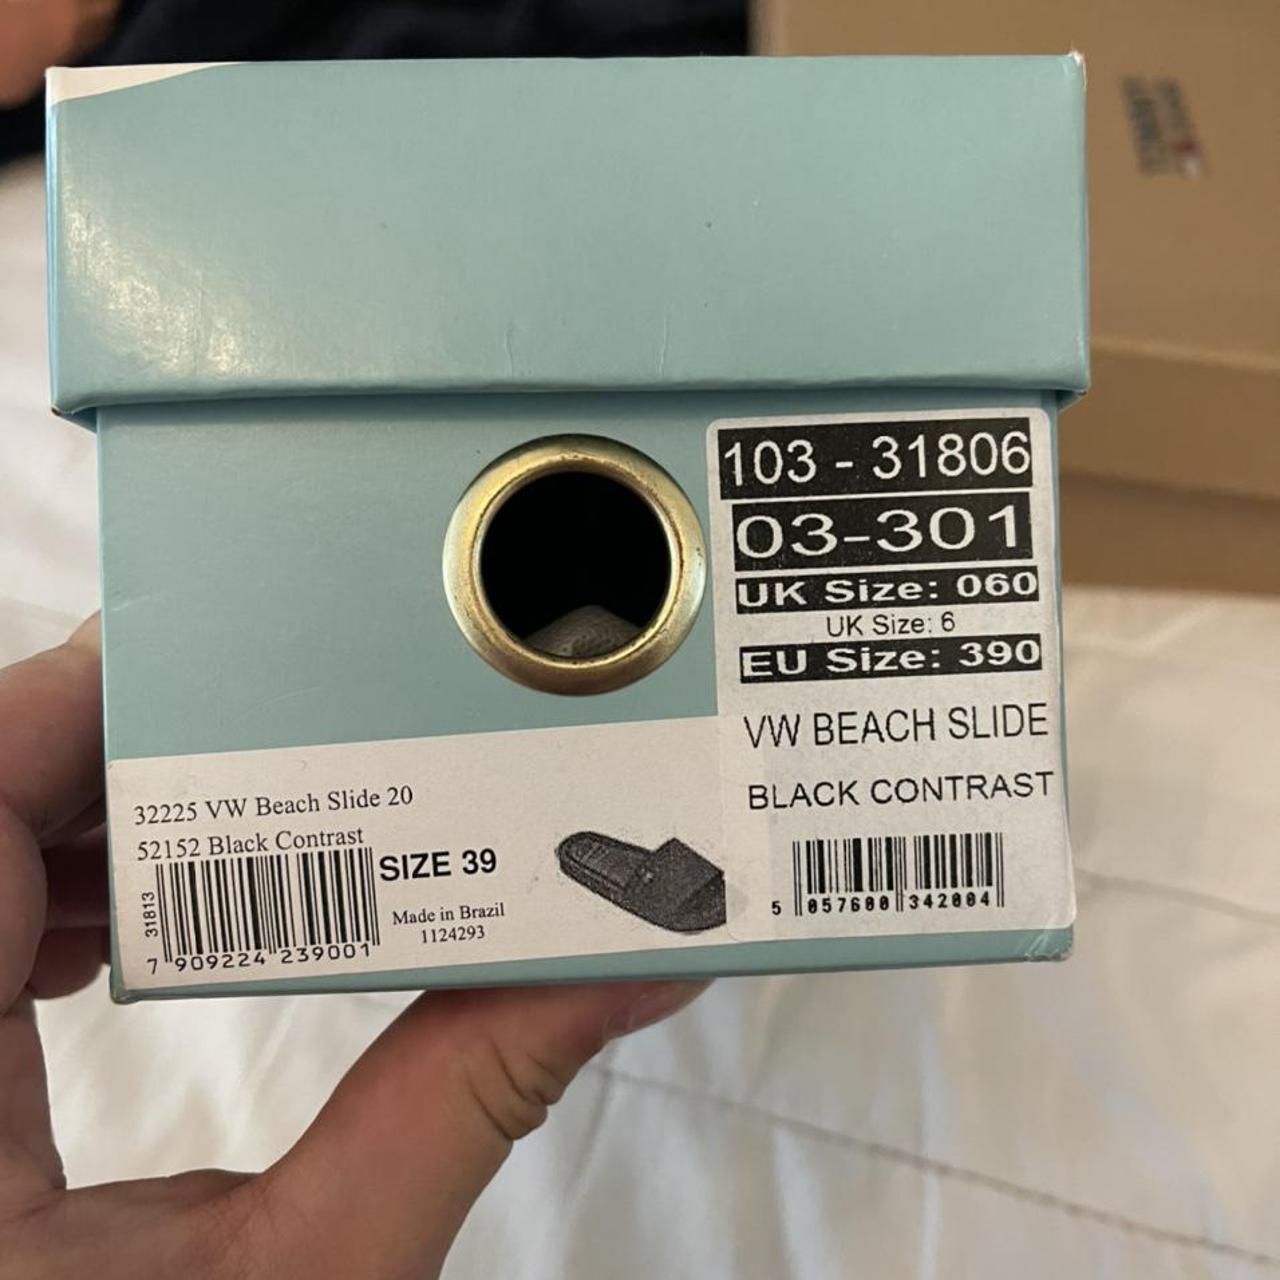 103 - 31806
03-301
UK Size: 060
UK Size: 6
EU Size: 390
VW BEACH SLIDE
BLACK CONTRAST
5 057600 342004
32225 VW Beach Slide 20
52152 Black Contrast
SIZE 39
Made in Brazil
1124293
31813
7 909224 239001